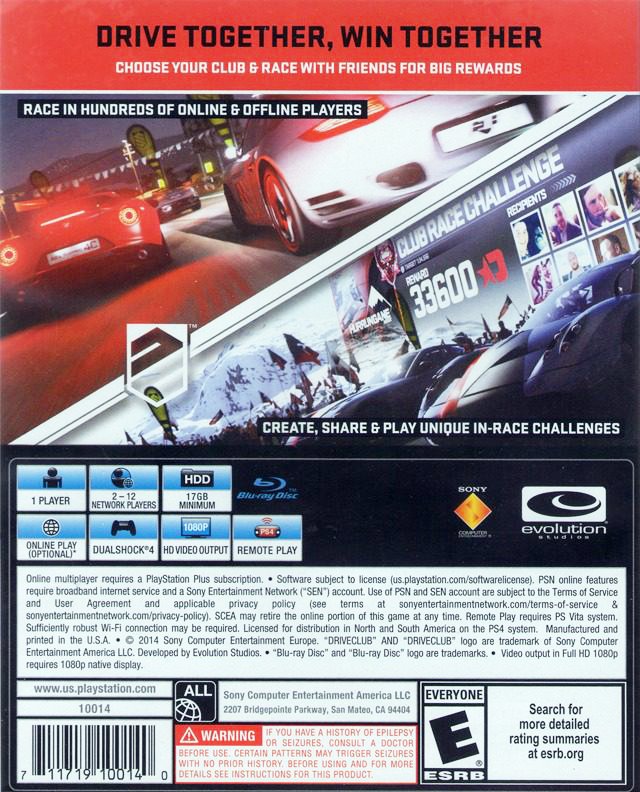 DRIVE TOGETHER, WIN TOGETHER
CHOOSE YOUR CLUB & RACE WITH FRIENDS FOR BIG REWARDS
RACE IN HUNDREDS OF ONLINE & OFFLINE PLAYERS
CLUB RACE CHALLENGE
RECIPIENTS
REWARD
33600
TM
CREATE, SHARE & PLAY UNIQUE IN-RACE CHALLENGES
1 PLAYER
2 – 12
NETWORK PLAYERS
HDD
17GB
MINIMUM
Blu-ray Disc
ONLINE PLAY
(OPTIONAL)*
DUALSHOCK®4
1080P
HD VIDEO OUTPUT
PS4
REMOTE PLAY
SONY
COMPUTER
ENTERTAINMENT®
evolution
studios
Online multiplayer requires a PlayStation Plus subscription. • Software subject to license (us.playstation.com/softwarelicense). PSN online features
require broadband internet service and a Sony Entertainment Network ("SEN") account. Use of PSN and SEN account are subject to the Terms of Service
and User Agreement and applicable privacy policy (see terms at sonyentertainmentnetwork.com/terms-of-service &
sonyentertainmentnetwork.com/privacy-policy). SCEA may retire the online portion of this game at any time. Remote Play requires PS Vita system.
Sufficiently robust Wi-Fi connection may be required. Licensed for distribution in North and South America on the PS4 system. Manufactured and
printed in the U.S.A. • © 2014 Sony Computer Entertainment Europe. "DRIVECLUB" AND "DRIVECLUB" logo are trademark of Sony Computer
Entertainment America LLC. Developed by Evolution Studios. • "Blu-ray Disc" and "Blu-ray Disc" logo are trademarks. • Video output in Full HD 1080p
requires 1080p native display.
www.us.playstation.com
10014
ALL
Sony Computer Entertainment America LLC
2207 Bridgepointe Parkway, San Mateo, CA 94404
WARNING IF YOU HAVE A HISTORY OF EPILEPSY
OR SEIZURES, CONSULT A DOCTOR
BEFORE USE. CERTAIN PATTERNS MAY TRIGGER SEIZURES
WITH NO PRIOR HISTORY. BEFORE USING AND FOR MORE
DETAILS SEE INSTRUCTIONS FOR THIS PRODUCT.
7 11719 10014 0
EVERYONE
E
ESRB
Search for
more detailed
rating summaries
at esrb.org